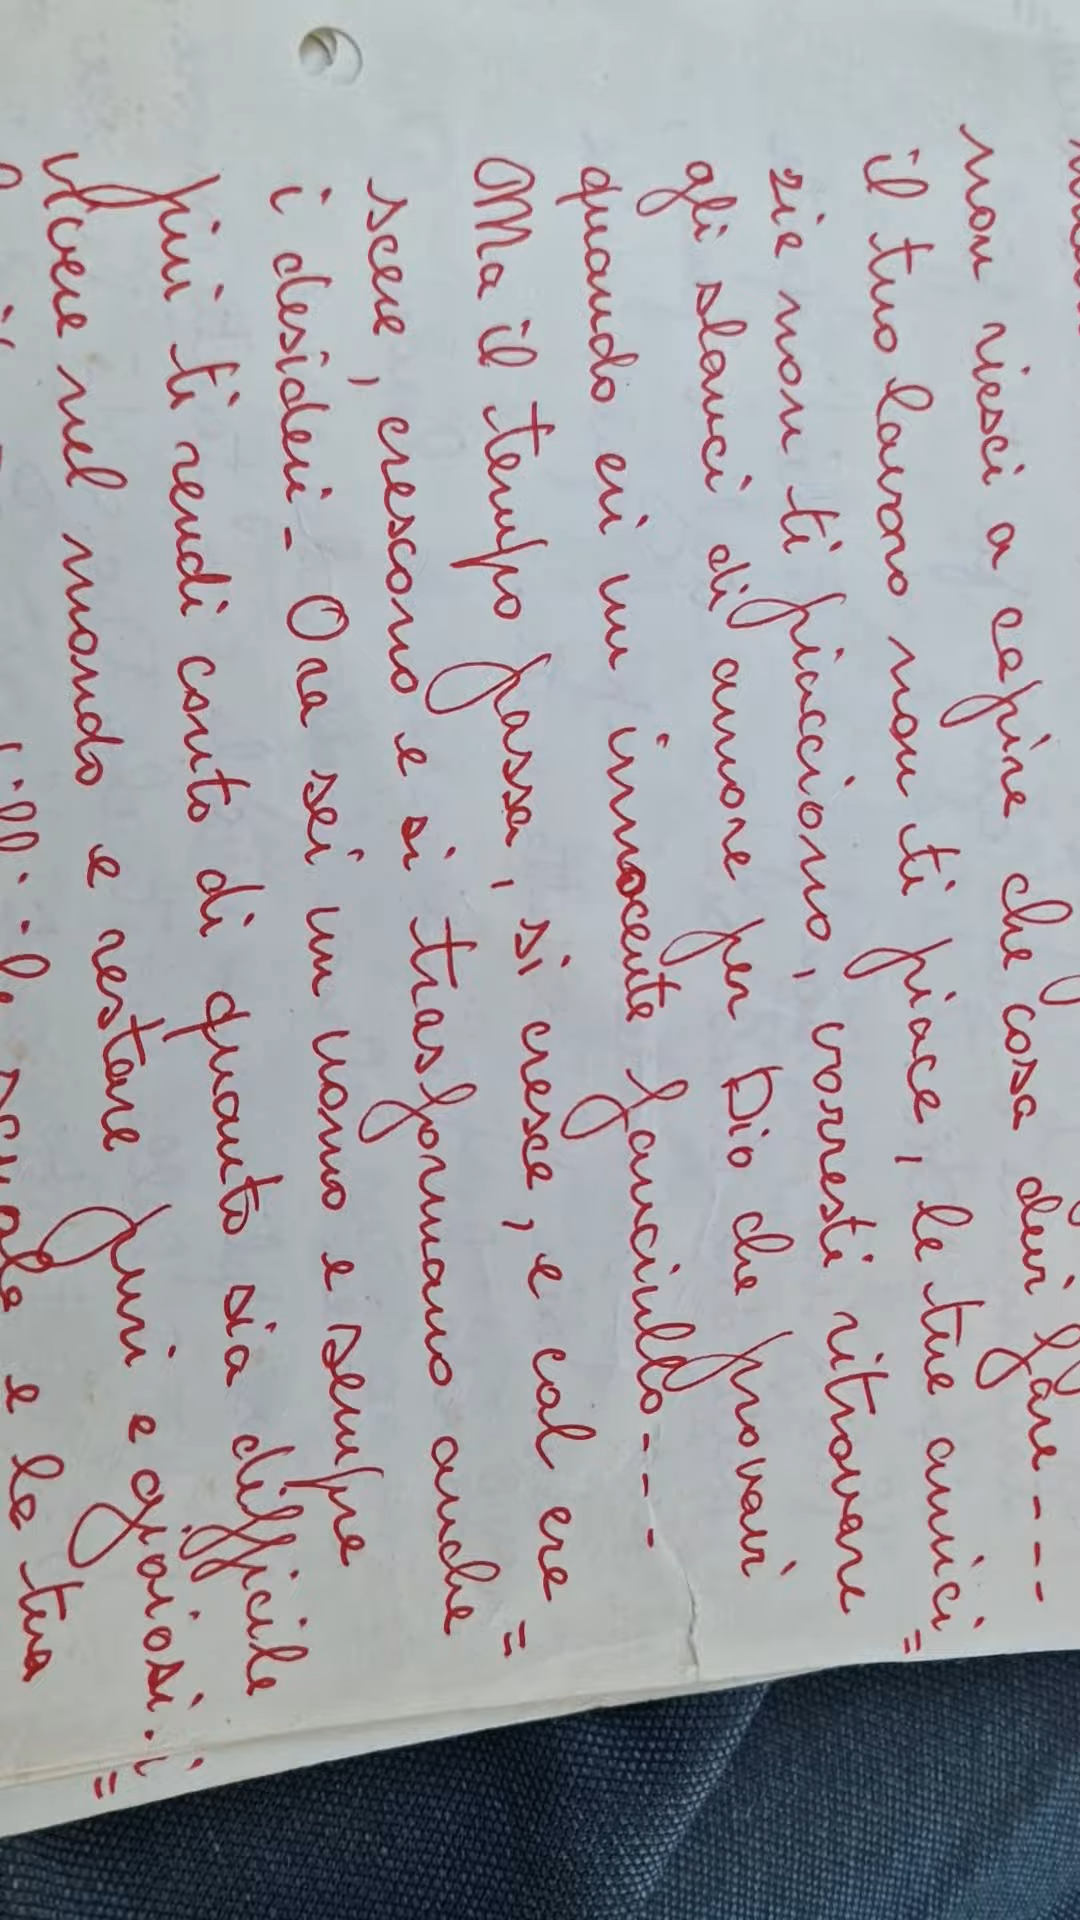 non riesci a capire che cosa devi fare - - -
il tuo lavoro non ti piace, le tue amici=
zie non ti piacciono, vorresti ritrovare
gli slanci di amore per Dio che provavi
quando eri un innocente fanciullo - - -
Ma il tempo passa, si cresce, e col cre=
scere, crescono e si trasformano anche
i desideri - Ora sei un uomo e sempre
più ti rendi conto di quanto sia difficile
vivere nel mondo e restare puri e gioiosi.
e la tua